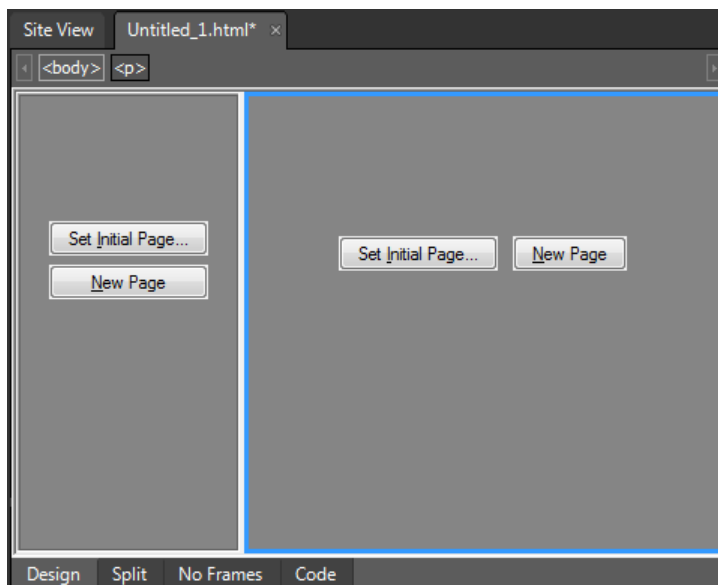 Site View Untitled_1.html* ×
<body> <p>
Set Initial Page...
New Page
Set Initial Page... New Page
Design Split No Frames Code